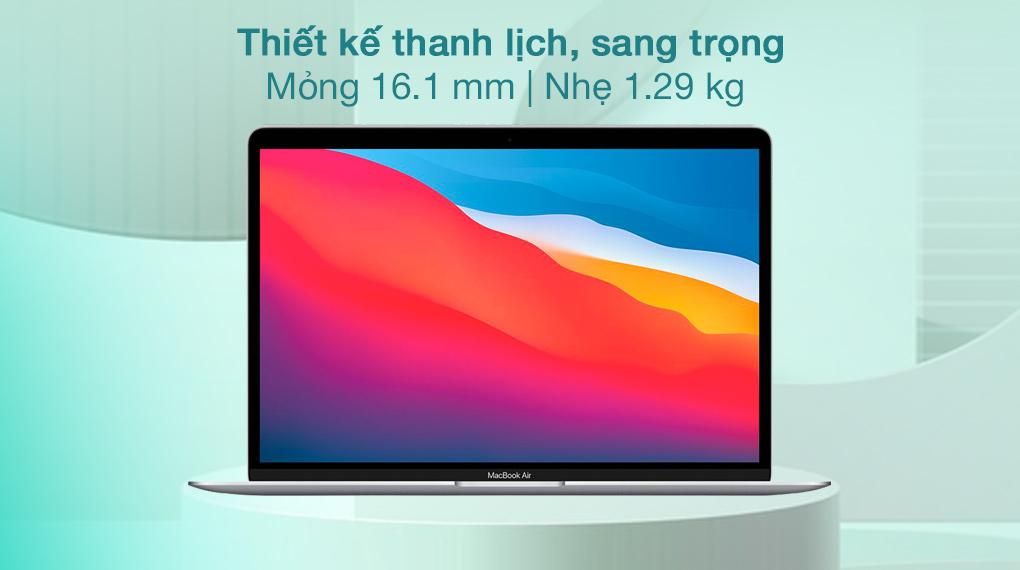 Thiết kế thanh lịch, sang trọng
Mỏng 16.1 mm | Nhẹ 1.29 kg
MacBook Air